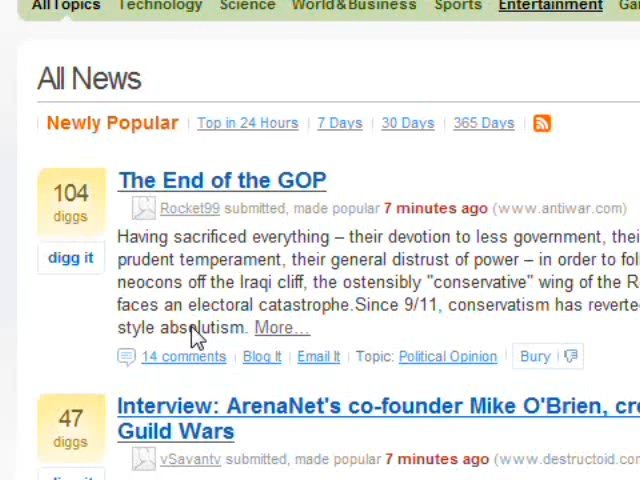 All Topics Technology Science World & Business Sports Entertainment
All News
Newly Popular Top in 24 Hours 7 Days 30 Days 365 Days
104 diggs
digg it
The End of the GOP
Rocket99 submitted, made popular 7 minutes ago (www.antiwar.com)
Having sacrificed everything – their devotion to less government,
prudent temperament, their general distrust of power – in order to
neocons off the Iraqi cliff, the ostensibly "conservative" wing of the
faces an electoral catastrophe.Since 9/11, conservatism has
style absolutism. More...
14 comments Blog It Email It Topic: Political Opinion Bury
47 diggs
Interview: ArenaNet's co-founder Mike O'Brien,
Guild Wars
vSavantv submitted, made popular 7 minutes ago (www.destructoid.com